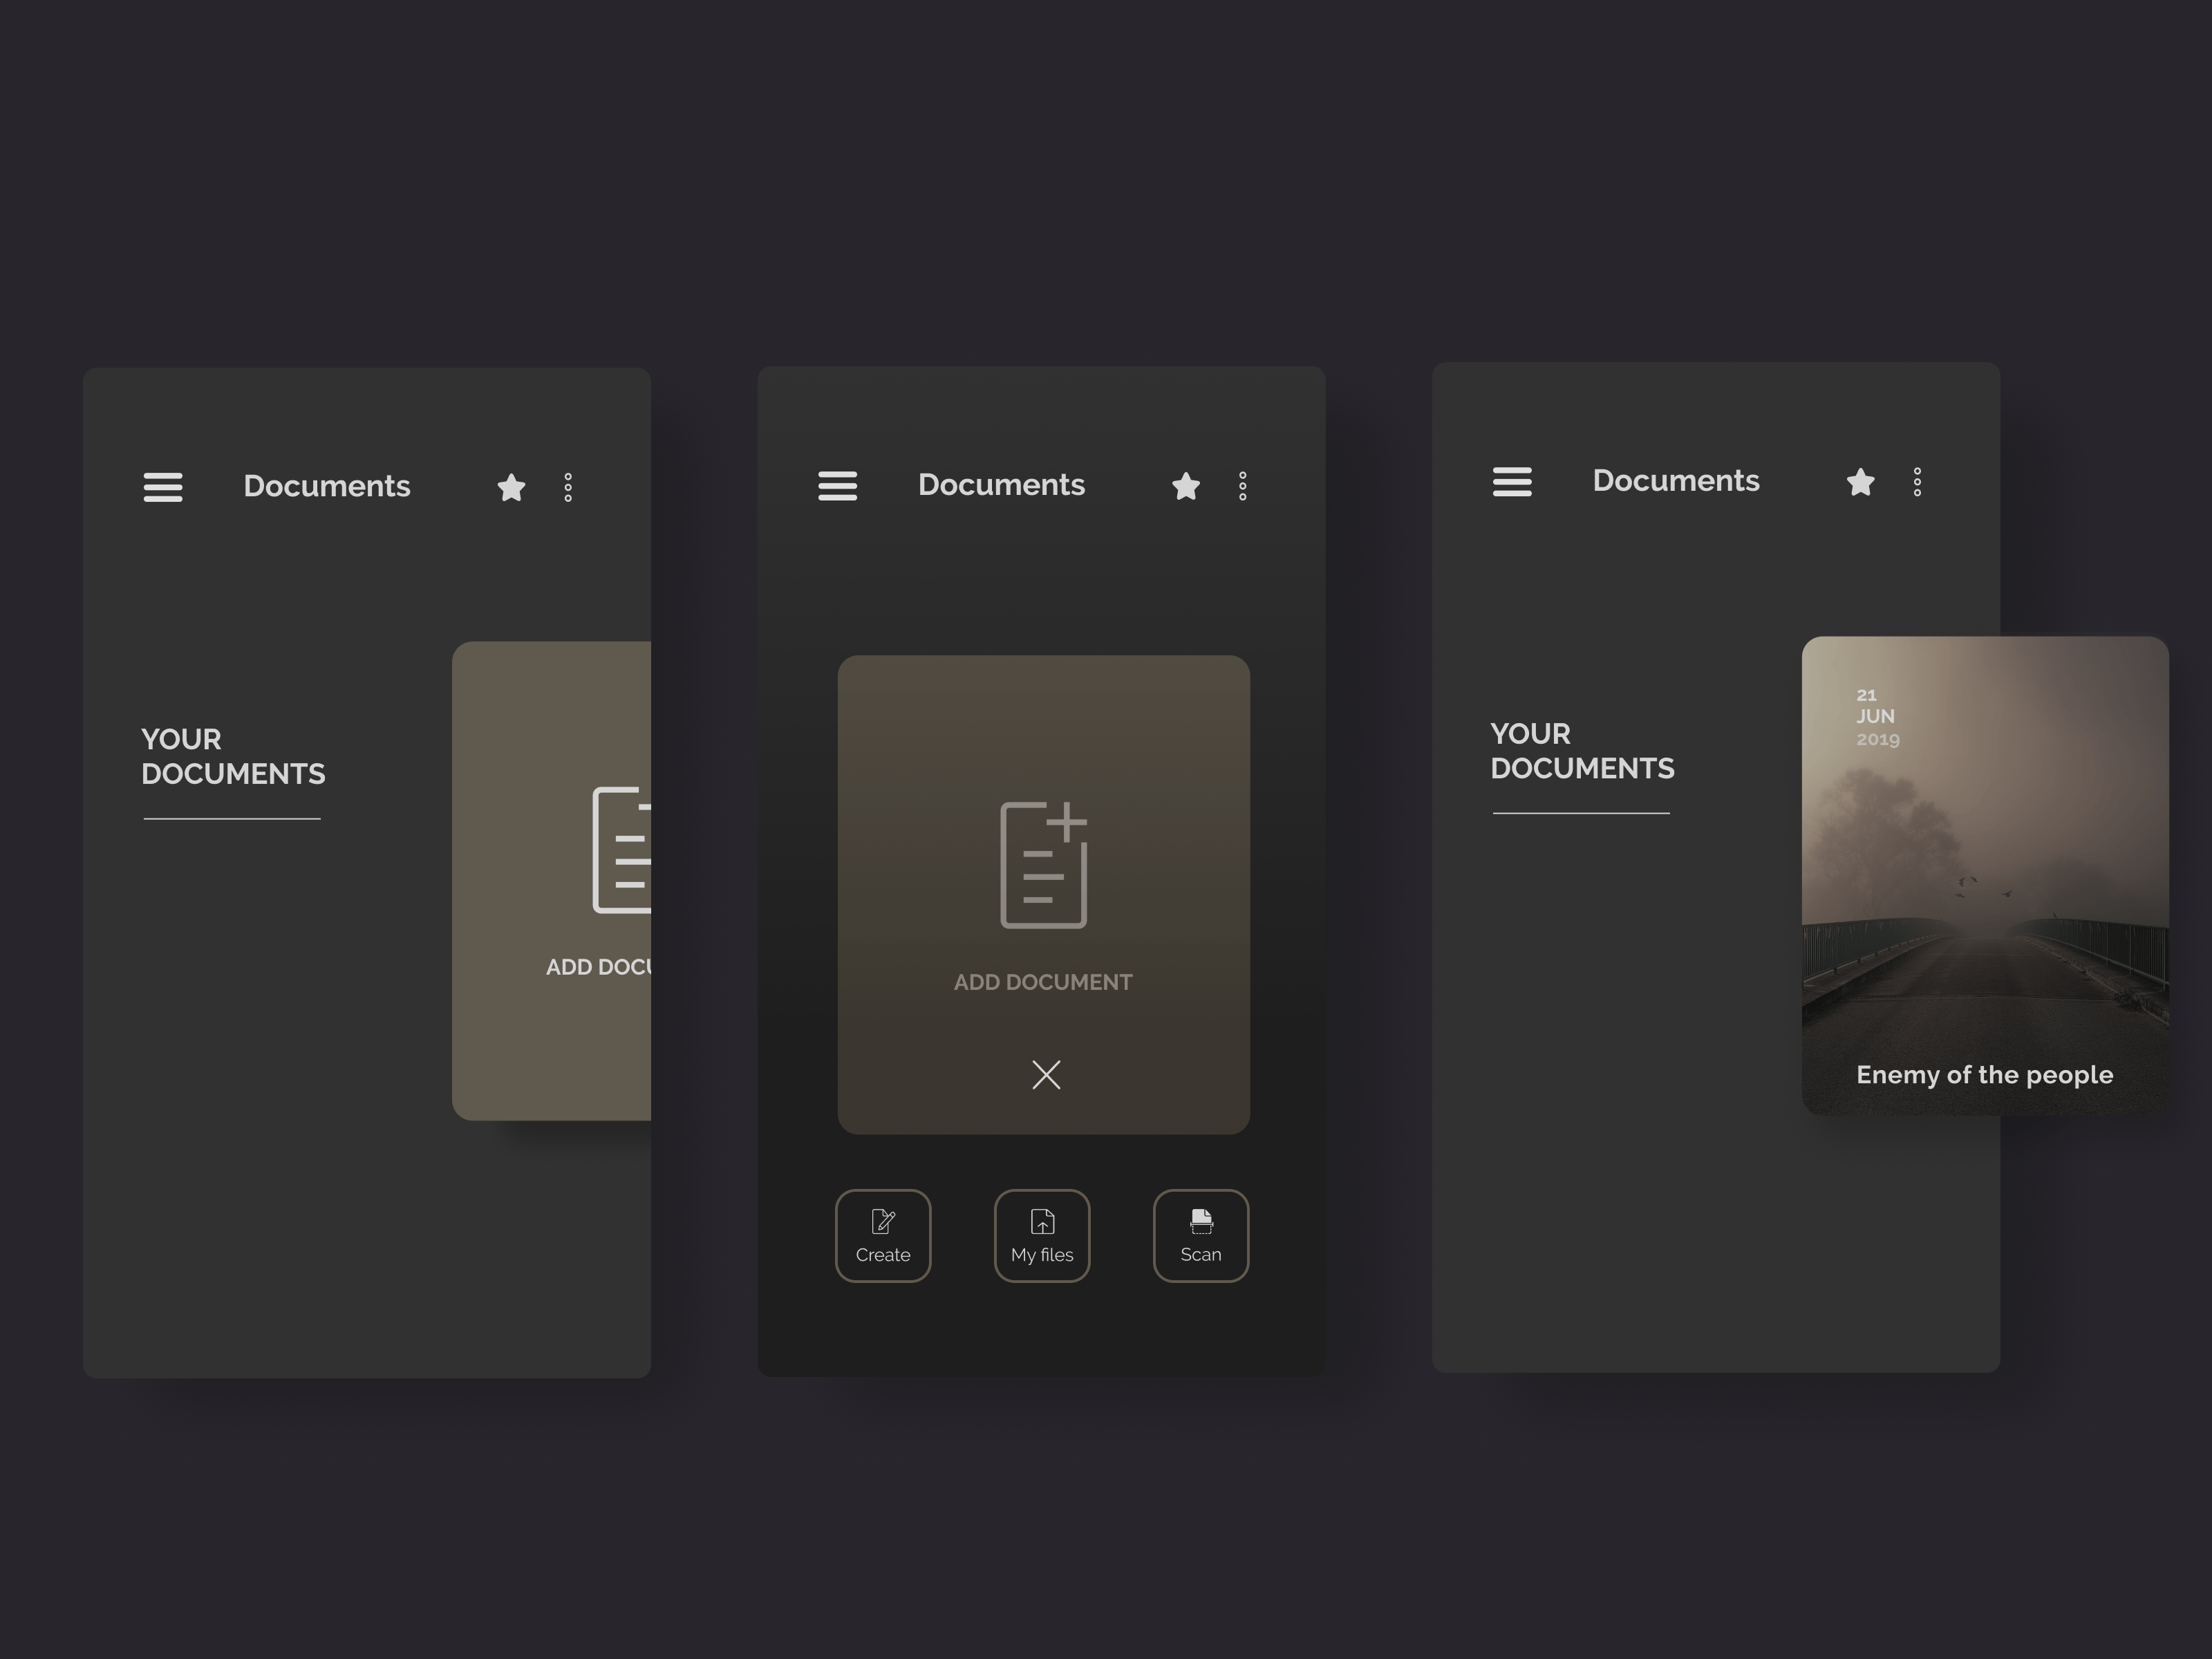 Documents
YOUR
DOCUMENTS
ADD DOCU
Documents
ADD DOCUMENT
Create
My files
Scan
Documents
YOUR
DOCUMENTS
21
JUN
2019
Enemy of the people